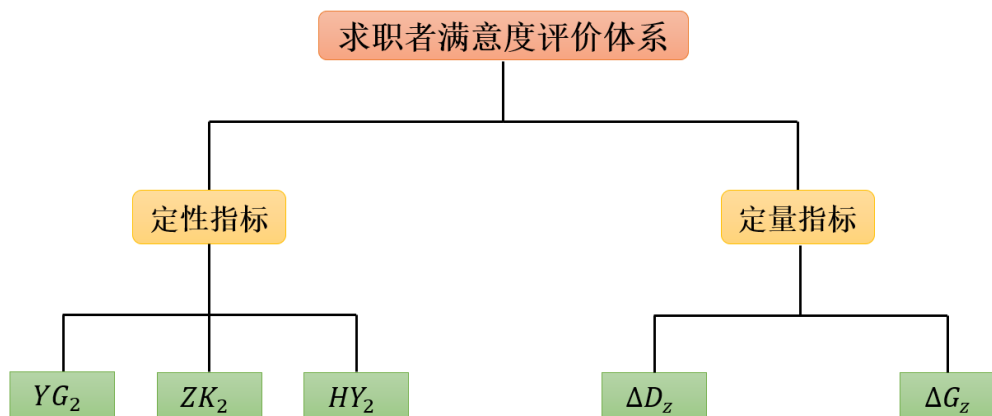 求职者满意度评价体系
定性指标
定量指标
YG₂
ZK₂
HY₂
ΔD_z
ΔG_z